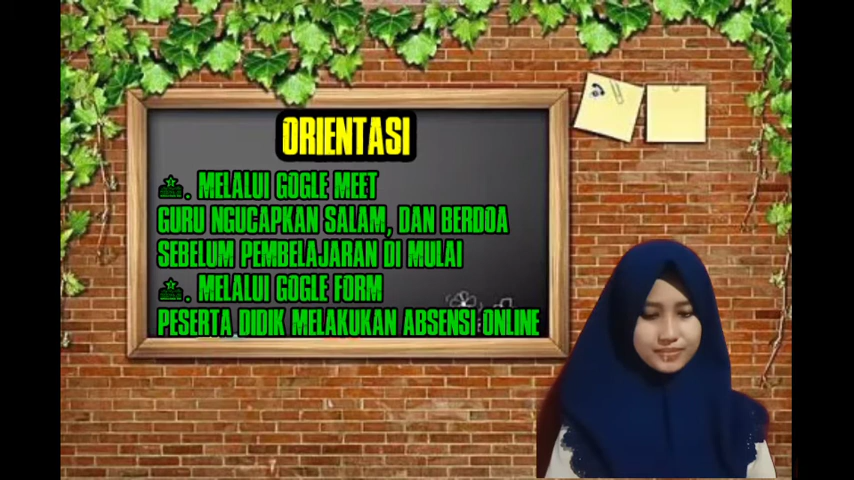 ORIENTASI
. MELALUI GOGLE MEET
GURU NGUCAPKAN SALAM, DAN BERDOA
SEBELUM PEMBELAJARAN DI MULAI
. MELALUI GOGLE FORM
PESERTA DIDIK MELAKUKAN ABSENSI ONLINE